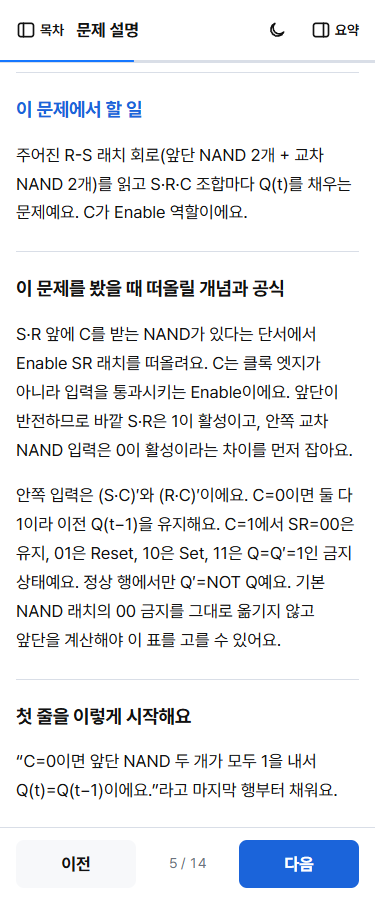 목차 문제 설명 요약
이 문제에서 할 일
주어진 R-S 래치 회로(앞단 NAND 2개 + 교차
NAND 2개)를 읽고 S·R·C 조합마다 Q(t)를 채우는
문제예요. C가 Enable 역할이에요.
이 문제를 봤을 때 떠올릴 개념과 공식
S·R 앞에 C를 받는 NAND가 있다는 단서에서
Enable SR 래치를 떠올려요. C는 클록 엣지가
아니라 입력을 통과시키는 Enable이에요. 앞단이
반전하므로 바깥 S·R은 1이 활성이고, 안쪽 교차
NAND 입력은 0이 활성이라는 차이를 먼저 잡아요.
안쪽 입력은 (S·C)′와 (R·C)′이에요. C=0이면 둘 다
1이라 이전 Q(t−1)을 유지해요. C=1에서 SR=00은
유지, 01은 Reset, 10은 Set, 11은 Q=Q′=1인 금지
상태예요. 정상 행에서만 Q′=NOT Q예요. 기본
NAND 래치의 00 금지를 그대로 옮기지 않고
앞단을 계산해야 이 표를 고를 수 있어요.
첫 줄을 이렇게 시작해요
“C=0이면 앞단 NAND 두 개가 모두 1을 내서
Q(t)=Q(t−1)이에요.”라고 마지막 행부터 채워요.
이전 5 / 14 다음